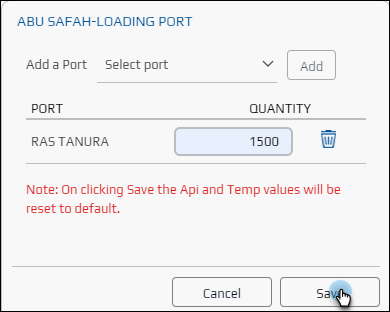 ABU SAFAH-LOADING PORT
Add a Port Select port Add
PORT QUANTITY
RAS TANURA 1500
Note: On clicking Save the Api and Temp values will be
reset to default.
Cancel Save